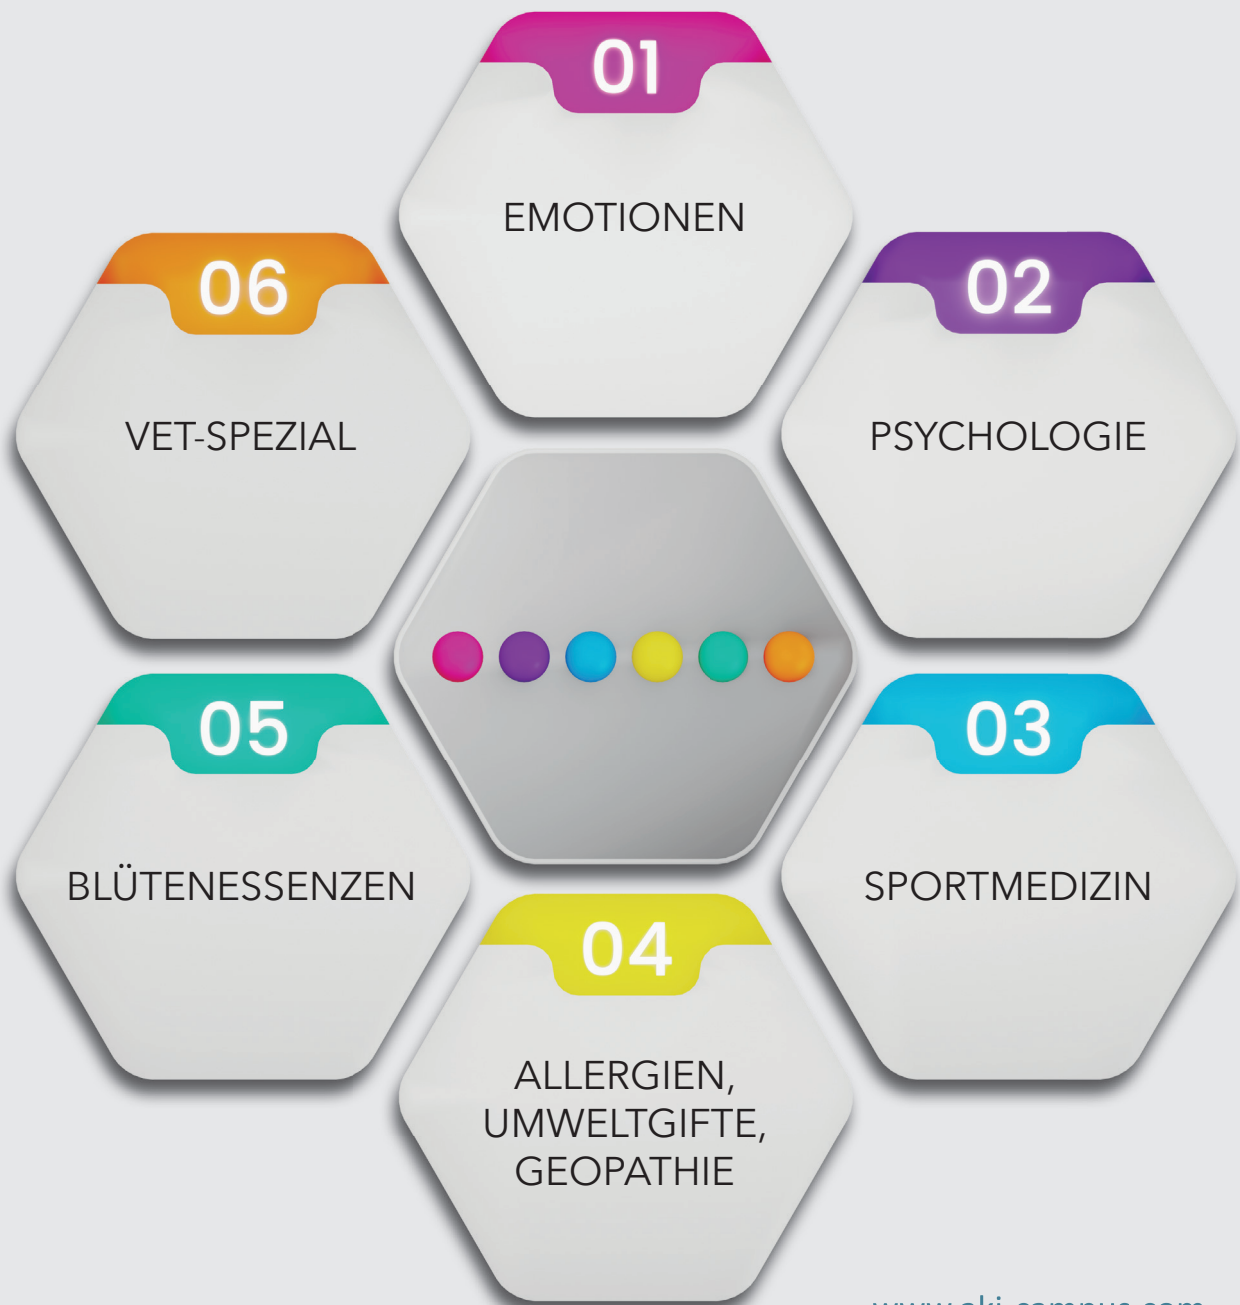 01
EMOTIONEN
02
PSYCHOLOGIE
03
SPORTMEDIZIN
04
ALLERGIEN,
UMWELTGIFTE,
GEOPATHIE
05
BLÜTENESSENZEN
06
VET-SPEZIAL